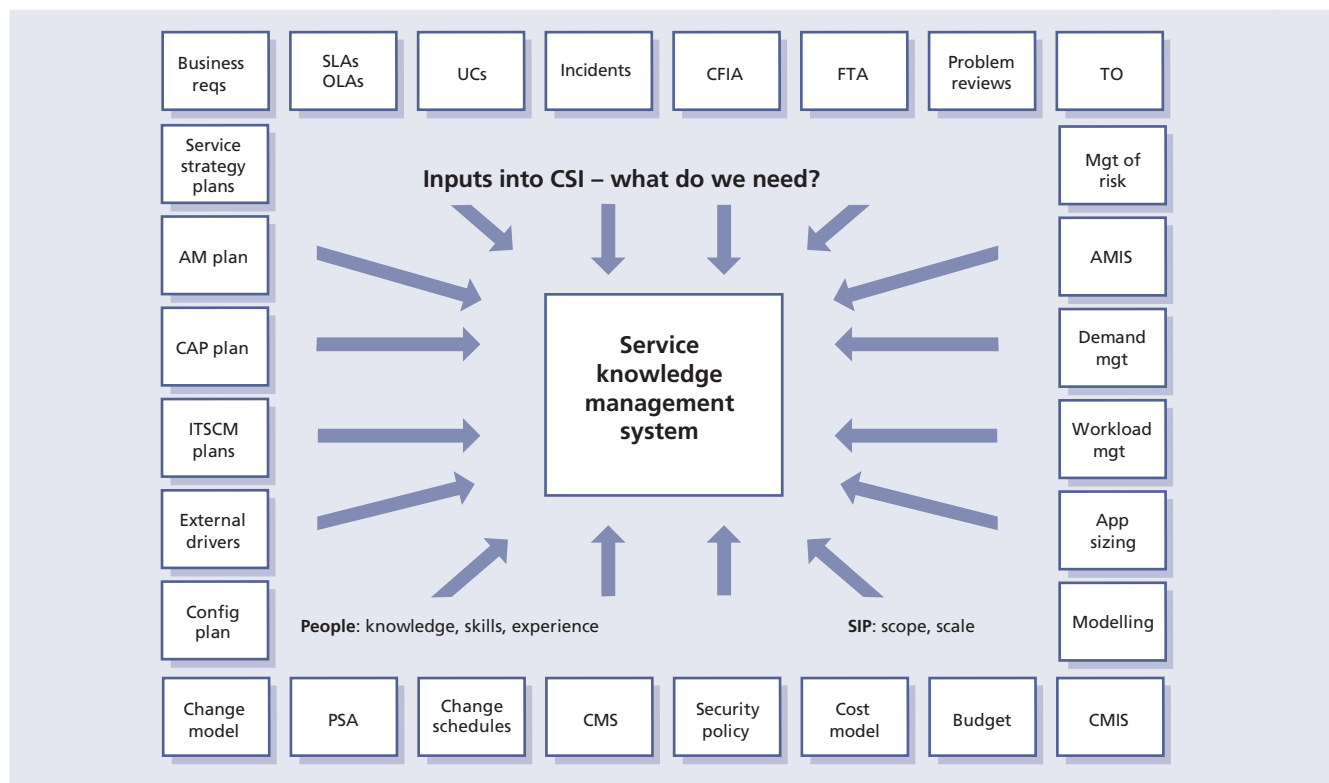 Business
reqs
SLAs
OLAs
UCs
Incidents
CFIA
FTA
Problem
reviews
TO
Service
strategy
plans
Inputs into CSI – what do we need?
Mgt of
risk
AM plan
AMIS
CAP plan
Service
knowledge
management
system
Demand
mgt
ITSCM
plans
Workload
mgt
External
drivers
App
sizing
Config
plan
People: knowledge, skills, experience
SIP: scope, scale
Modelling
Change
model
PSA
Change
schedules
CMS
Security
policy
Cost
model
Budget
CMIS